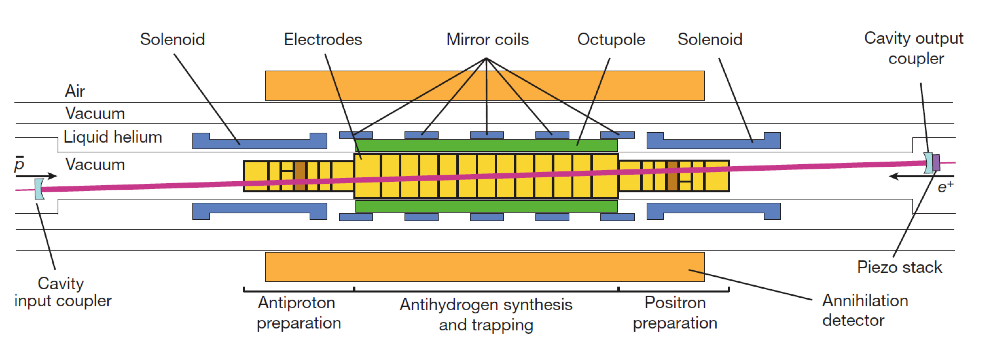 Solenoid
Electrodes
Mirror coils
Octupole
Solenoid
Cavity output
coupler
Air
Vacuum
Liquid helium
Vacuum
p̅
e⁺
Cavity
input coupler
Piezo stack
Antiproton
preparation
Antihydrogen synthesis
and trapping
Positron
preparation
Annihilation
detector